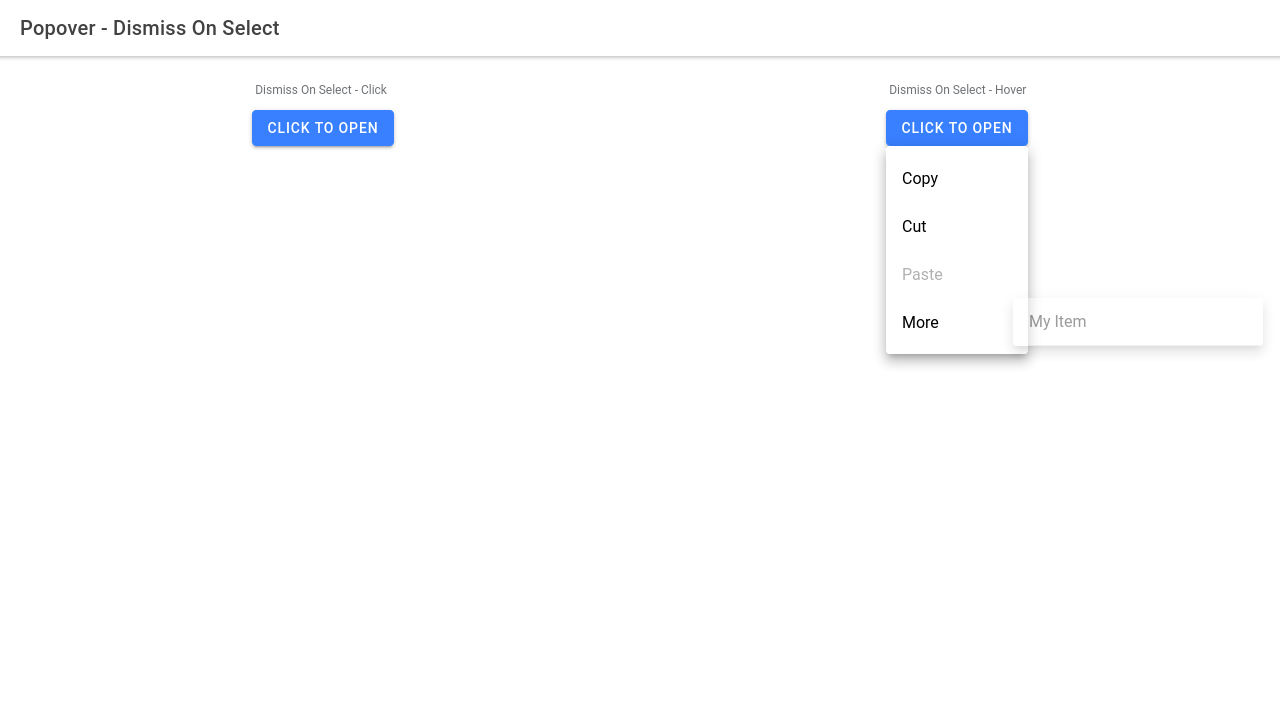 Popover - Dismiss On Select
Dismiss On Select - Click
CLICK TO OPEN
Dismiss On Select - Hover
CLICK TO OPEN
Copy
Cut
Paste
More
My Item